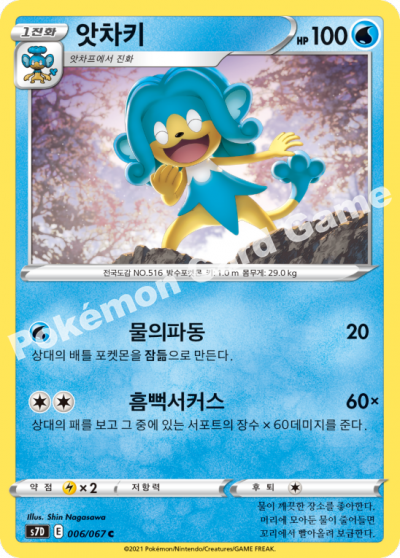 1진화
앗차키
HP 100
앗차프에서 진화
전국도감 NO.516 방수포켓몬 키: 1.0 m 몸무게: 29.0 kg
Pokémon Card Game
물의파동 20
상대의 배틀 포켓몬을 잠듦으로 만든다.
흠뻑서커스 60×
상대의 패를 보고 그 중에 있는 서포트의 장수 × 60데미지를 준다.
약점 ×2 저항력 후퇴
Illus. Shin Nagasawa
s7D E 006/067 C
물이 깨끗한 장소를 좋아한다.
머리에 모아둔 물이 줄어들면
꼬리에서 빨아올려 보충한다.
©2021 Pokémon/Nintendo/Creatures/GAME FREAK.